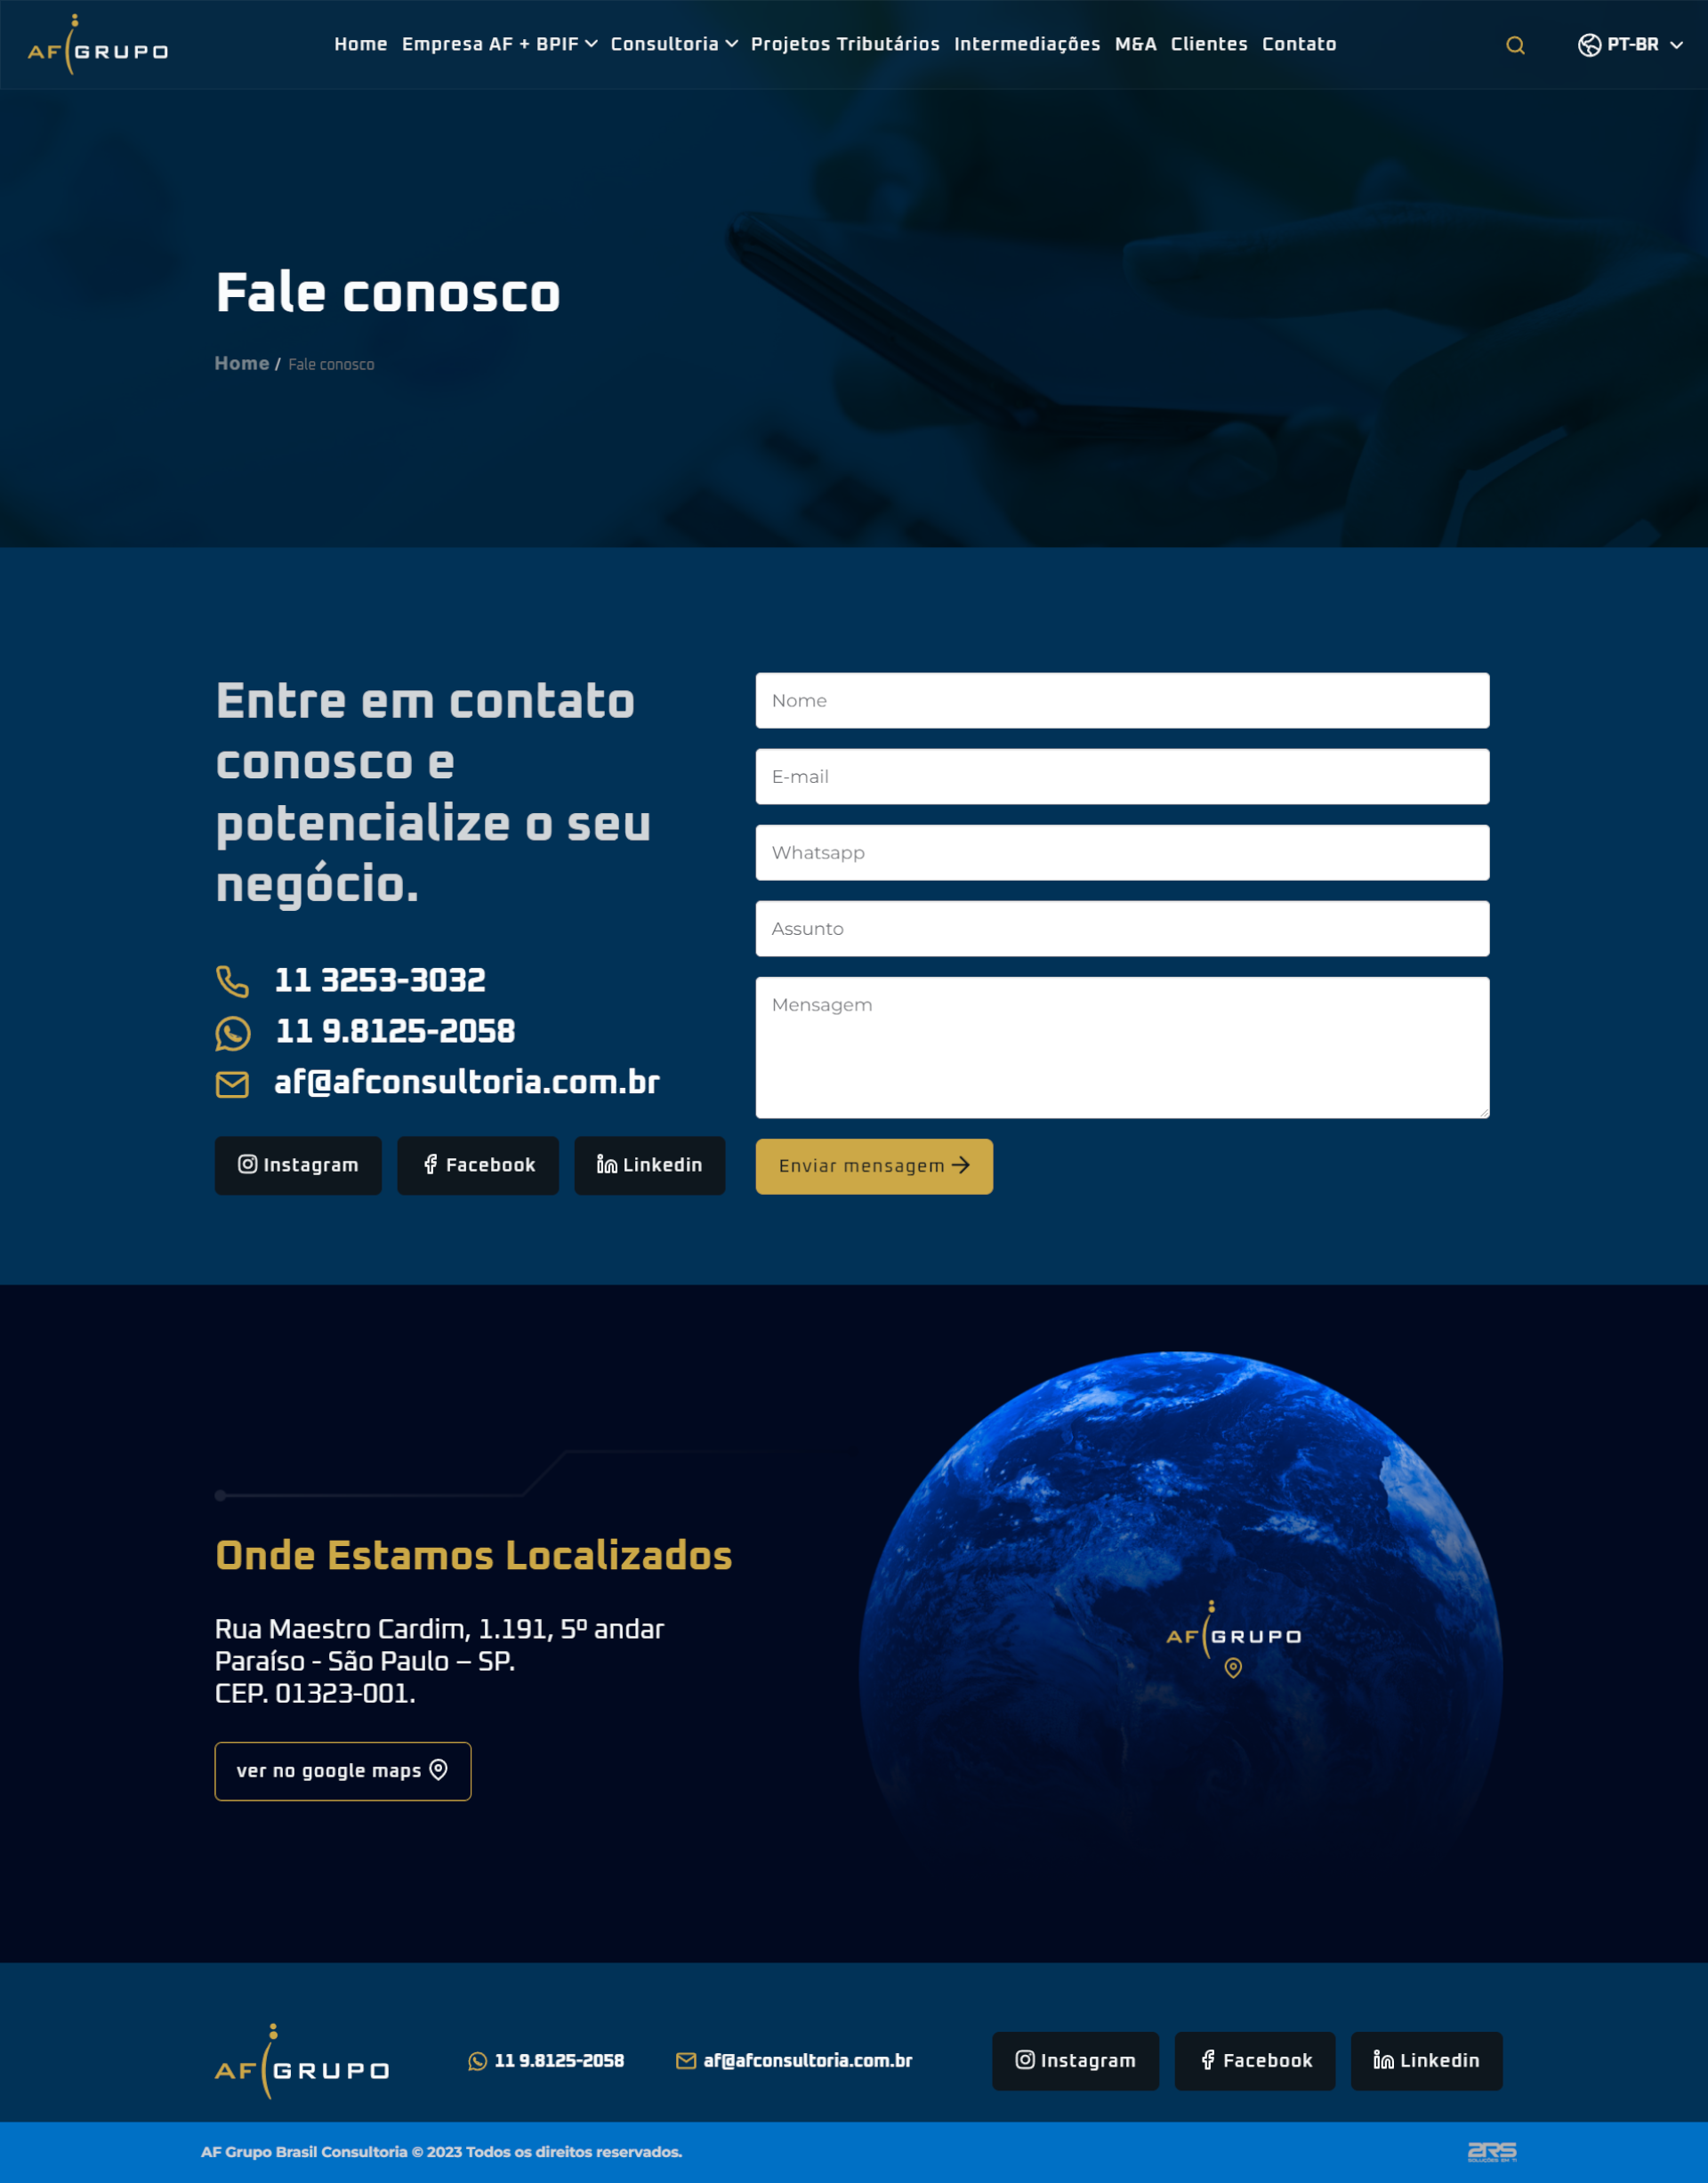 AF GRUPO
Home Empresa AF + BPIF Consultoria Projetos Tributários Intermediações M&A Clientes Contato
PT-BR
Fale conosco
Home / Fale conosco
Entre em contato
conosco e
potencialize o seu
negócio.
11 3253-3032
11 9.8125-2058
af@afconsultoria.com.br
Instagram Facebook Linkedin
Nome
E-mail
Whatsapp
Assunto
Mensagem
Enviar mensagem
Onde Estamos Localizados
Rua Maestro Cardim, 1.191, 5º andar
Paraíso - São Paulo – SP.
CEP. 01323-001.
ver no google maps
AF GRUPO
AF GRUPO
11 9.8125-2058
af@afconsultoria.com.br
Instagram Facebook Linkedin
AF Grupo Brasil Consultoria © 2023 Todos os direitos reservados.
2RS
SOLUÇÕES EM TI